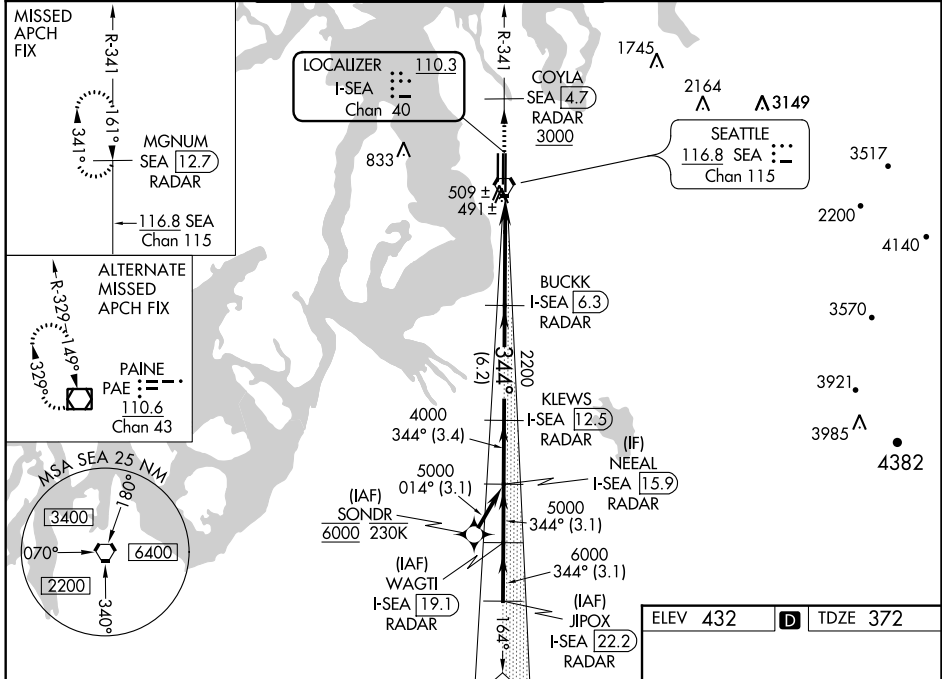 MISSED
APCH
FIX
R-341
161°
341°
MGNUM
SEA 12.7
RADAR
116.8 SEA
Chan 115
ALTERNATE
MISSED
APCH FIX
R-329
149°
329°
PAINE
PAE
110.6
Chan 43
MSA SEA 25 NM
180°
3400
070°
6400
2200
340°
LOCALIZER 110.3
I-SEA
Chan 40
R-341
COYLA
SEA 4.7
RADAR
3000
1745
2164
3149
SEATTLE
116.8 SEA
Chan 115
833
509 ±
491 ±
3517
2200
4140
3570
3921
3985
4382
BUCKK
I-SEA 6.3
RADAR
2200
344°
(6.2)
KLEWS
I-SEA 12.5
RADAR
4000
344° (3.4)
(IF)
NEEAL
I-SEA 15.9
RADAR
5000
014° (3.1)
(IAF)
SONDR
6000 230K
5000
344° (3.1)
(IAF)
WAGTI
I-SEA 19.1
RADAR
6000
344° (3.1)
(IAF)
JIPOX
I-SEA 22.2
RADAR
164°
ELEV 432 D TDZE 372